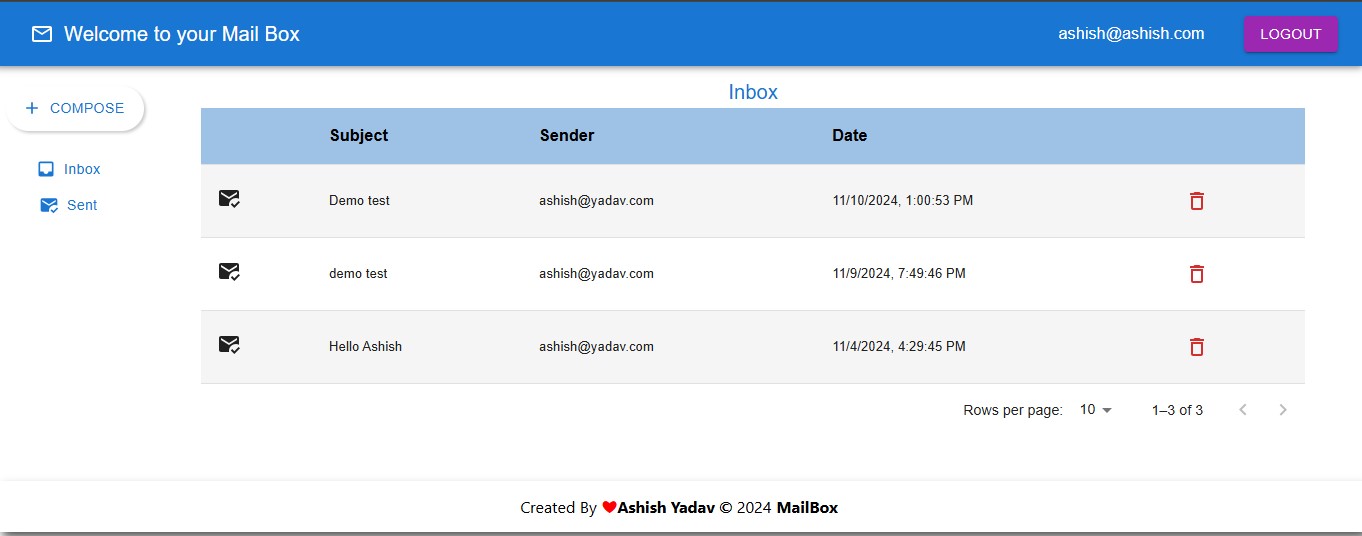 Welcome to your Mail Box ashish@ashish.com LOGOUT
COMPOSE
Inbox
Sent
Inbox
Subject Sender Date
Demo test ashish@yadav.com 11/10/2024, 1:00:53 PM
demo test ashish@yadav.com 11/9/2024, 7:49:46 PM
Hello Ashish ashish@yadav.com 11/4/2024, 4:29:45 PM
Rows per page: 10 1–3 of 3
Created By ❤Ashish Yadav © 2024 MailBox